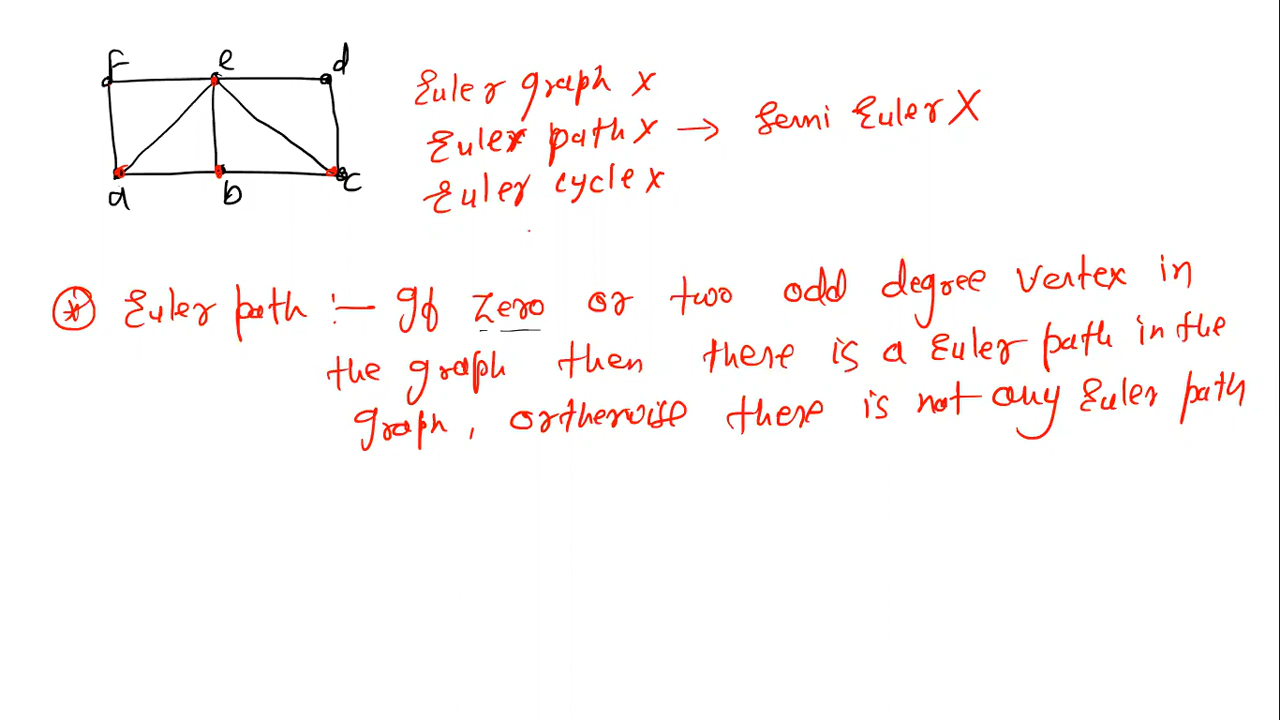 f e d
Euler graph X
Euler path X → Semi Euler X
Euler cycle X
a b c
* Euler path :- If zero or two odd degree vertex in
the graph then there is a Euler path in the
graph, ortherwise there is not any Euler path